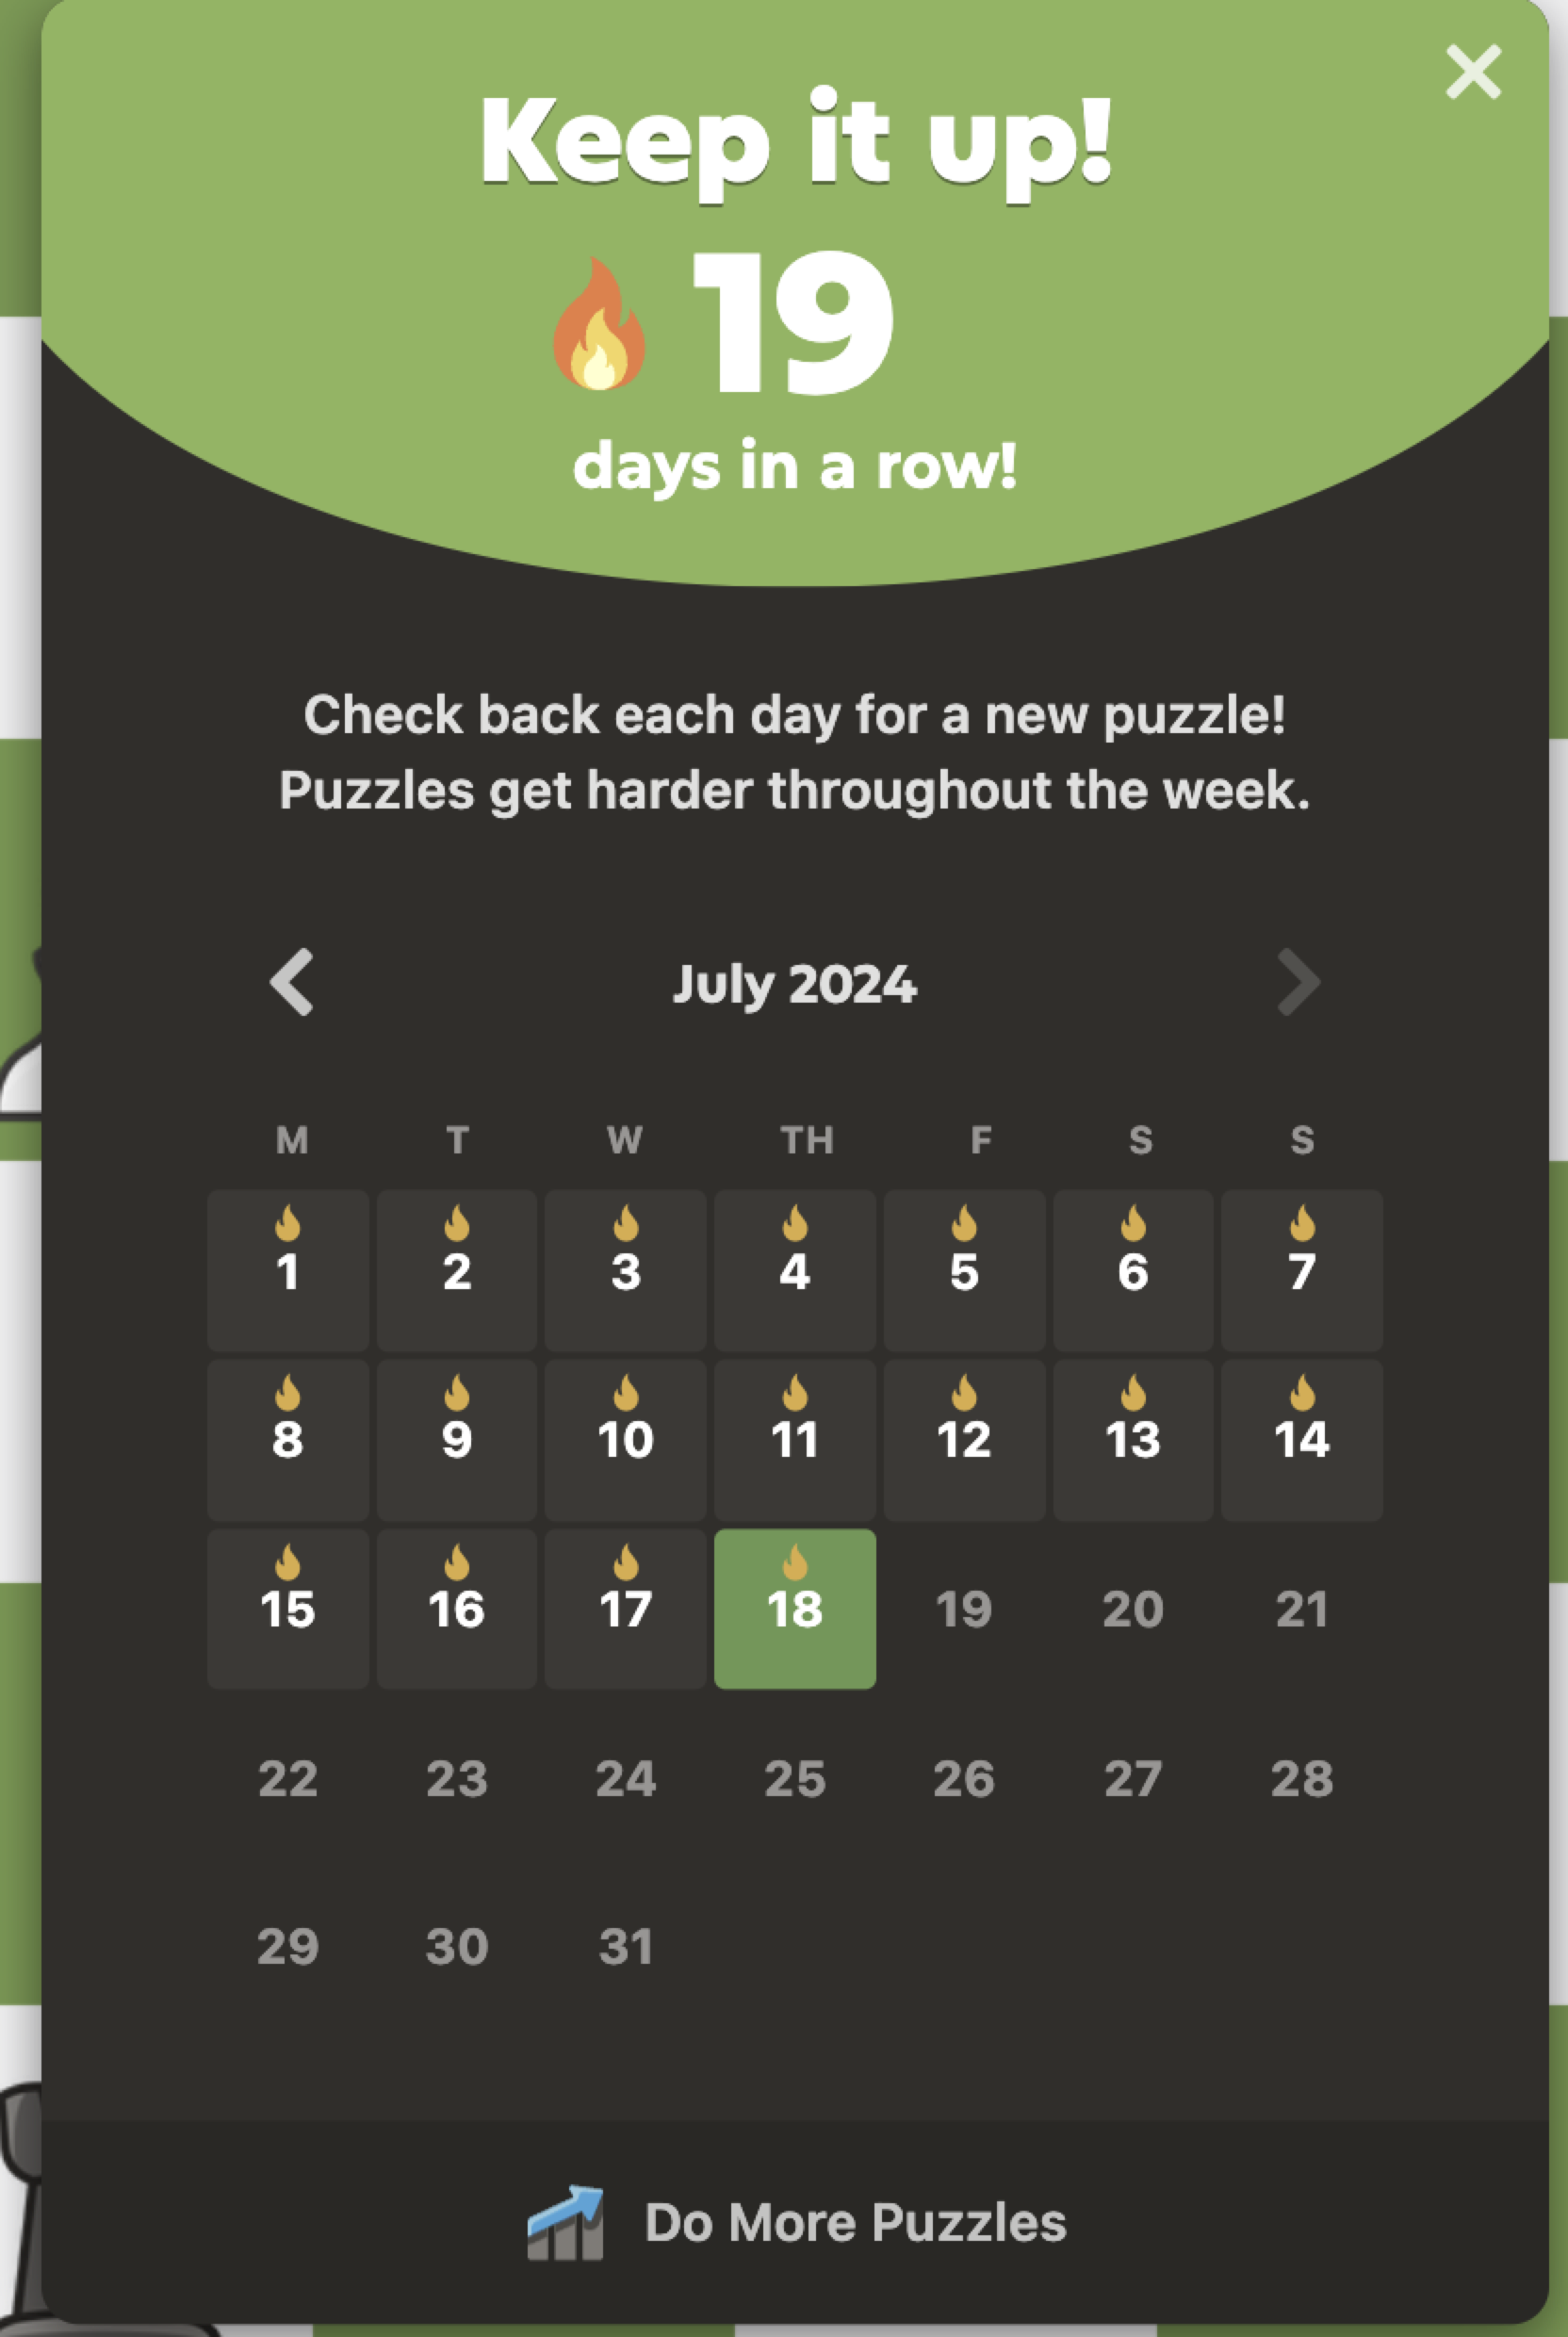 Keep it up!
19
days in a row!
Check back each day for a new puzzle!
Puzzles get harder throughout the week.
July 2024
M T W TH F S S
1 2 3 4 5 6 7
8 9 10 11 12 13 14
15 16 17 18 19 20 21
22 23 24 25 26 27 28
29 30 31
Do More Puzzles